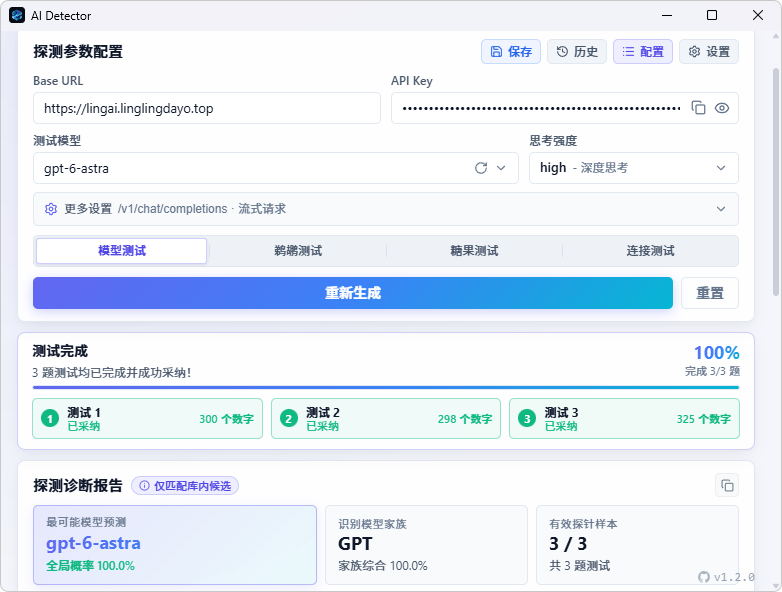 AI Detector
探测参数配置
保存
历史
配置
设置
Base URL
API Key
https://lingai.linglingdayo.top
••••••••••••••••••••••••••••••••••••••••••••••••••
测试模型
思考强度
gpt-6-astra
high - 深度思考
更多设置 /v1/chat/completions · 流式请求
模型测试
鹈鹕测试
糖果测试
连接测试
重新生成
重置
测试完成
100%
3 题测试均已完成并成功采纳！
完成 3/3 题
1 测试 1
已采纳
300 个数字
2 测试 2
已采纳
298 个数字
3 测试 3
已采纳
325 个数字
探测诊断报告
仅匹配库内候选
最可能模型预测
gpt-6-astra
全局概率 100.0%
识别模型家族
GPT
家族综合 100.0%
有效探针样本
3 / 3
共 3 题测试
v1.2.0